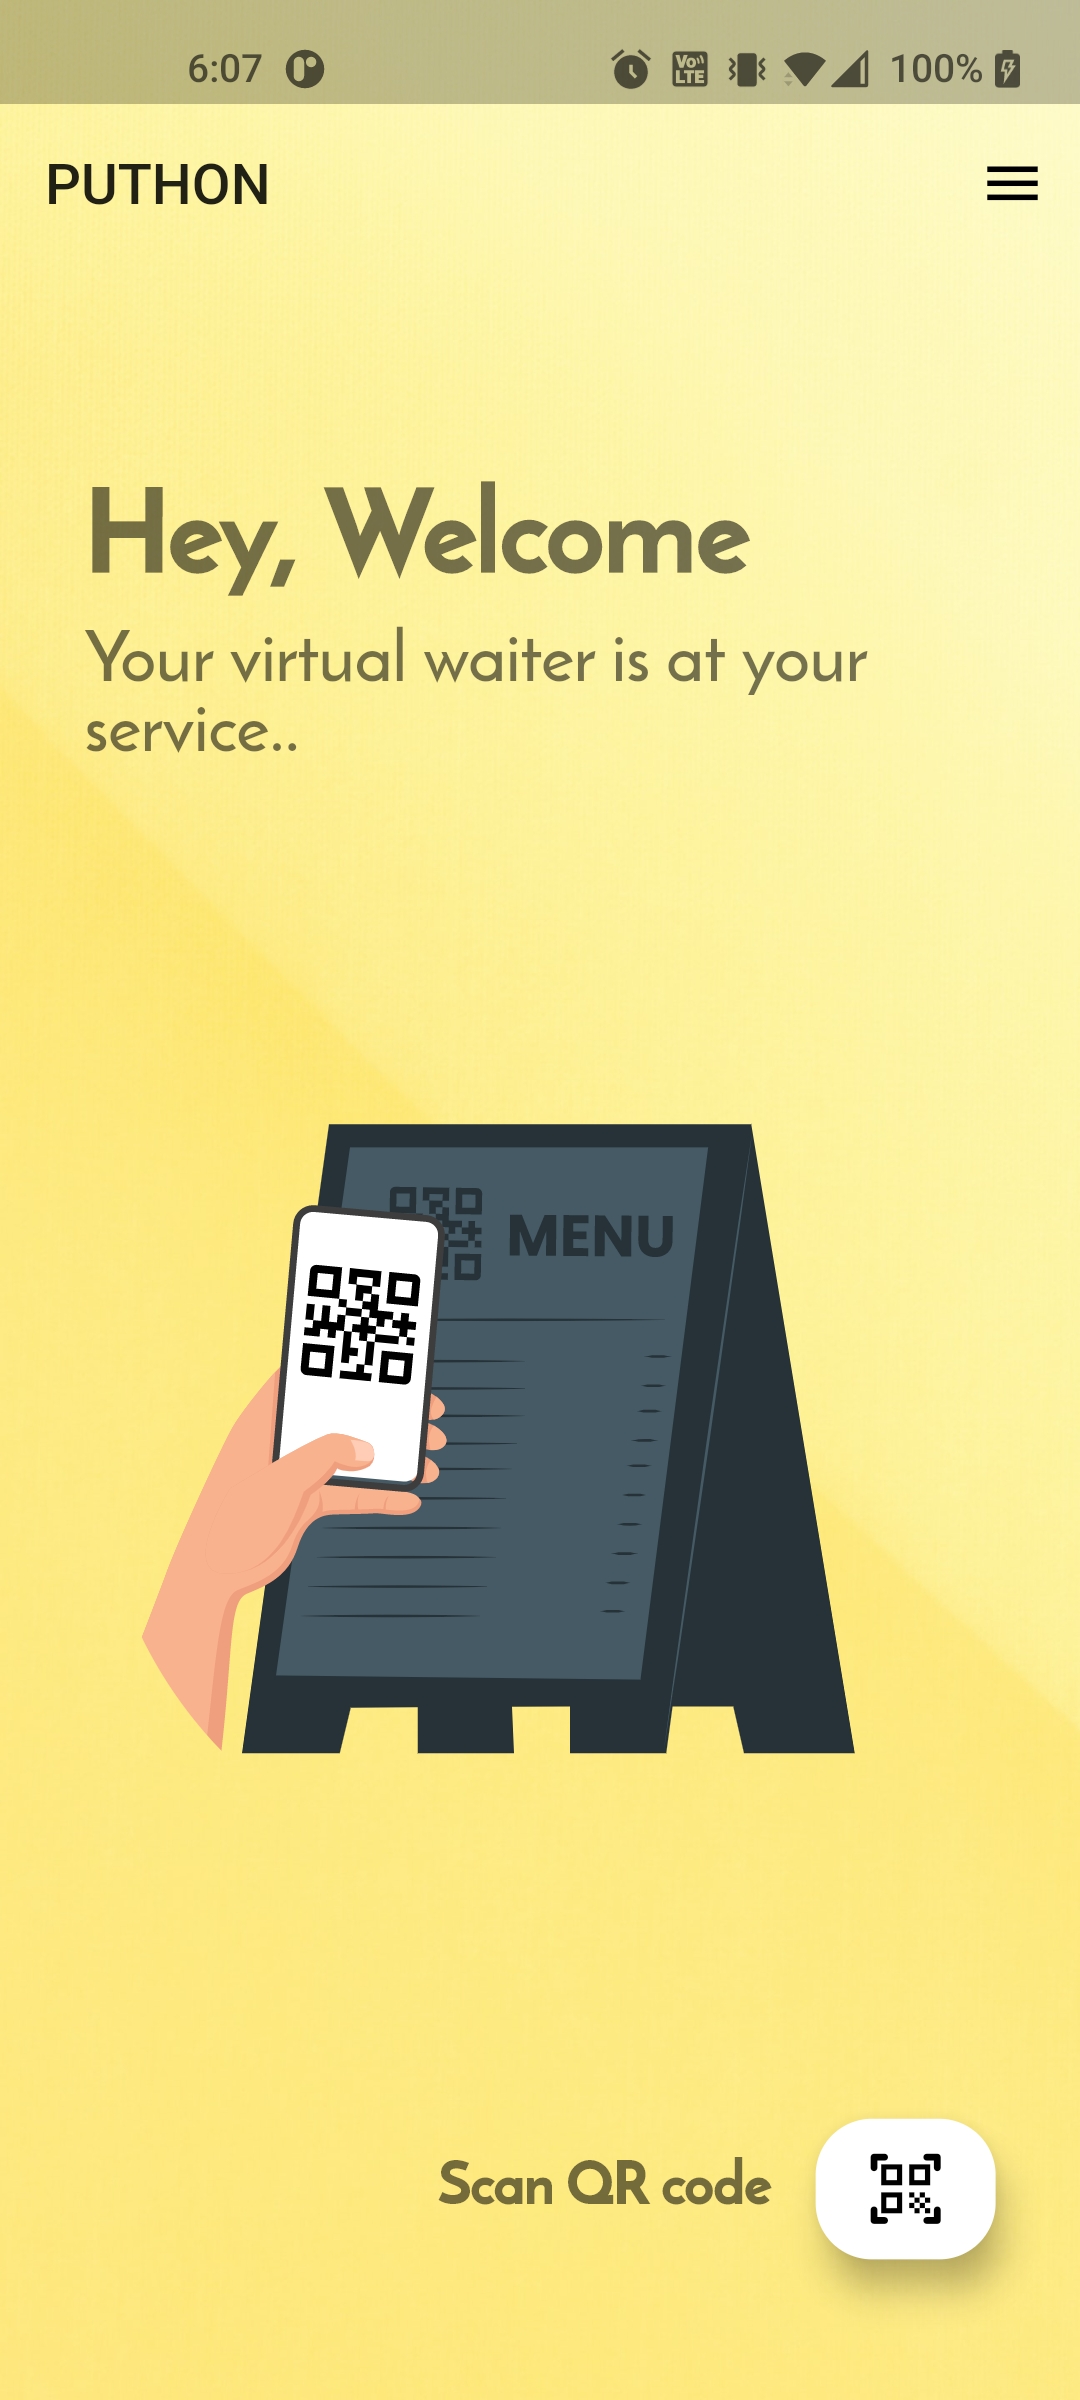 6:07 Vo LTE 100%
PUTHON
Hey, Welcome
Your virtual waiter is at your
service..
MENU
Scan QR code